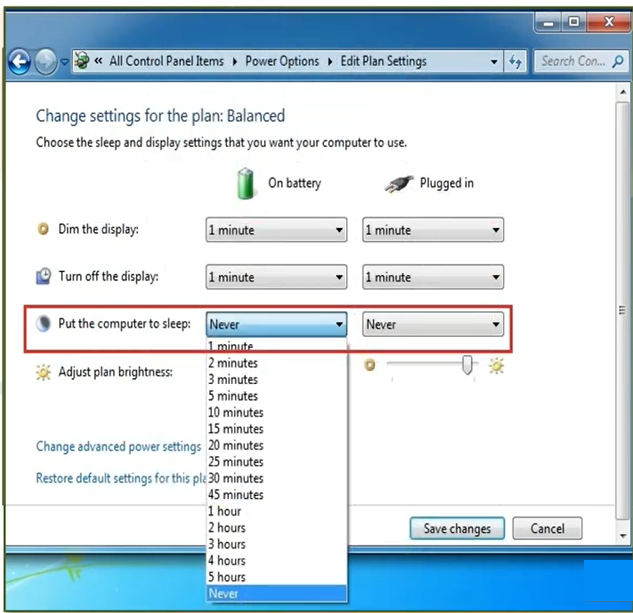 « All Control Panel Items Power Options Edit Plan Settings Search Con...
Change settings for the plan: Balanced
Choose the sleep and display settings that you want your computer to use.
On battery Plugged in
Dim the display: 1 minute 1 minute
Turn off the display: 1 minute 1 minute
Put the computer to sleep: Never Never
1 minute
2 minutes
3 minutes
Adjust plan brightness:
5 minutes
10 minutes
15 minutes
Change advanced power settings 20 minutes
25 minutes
Restore default settings for this pla 30 minutes
45 minutes
1 hour
2 hours
Save changes Cancel
3 hours
4 hours
5 hours
Never